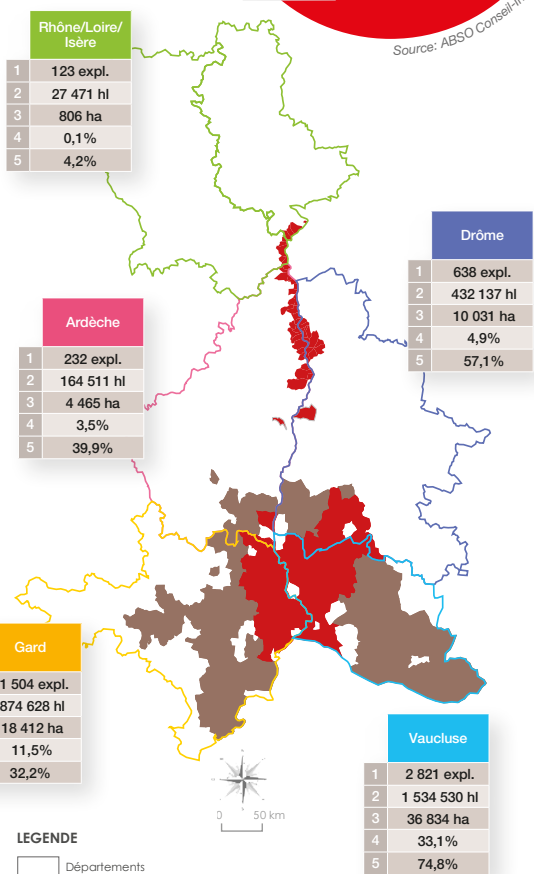 Source: ABSO Conseil-In
Rhône/Loire/
Isère
1 123 expl.
2 27 471 hl
3 806 ha
4 0,1%
5 4,2%
Drôme
1 638 expl.
2 432 137 hl
3 10 031 ha
4 4,9%
5 57,1%
Ardèche
1 232 expl.
2 164 511 hl
3 4 465 ha
4 3,5%
5 39,9%
Gard
1 504 expl.
874 628 hl
18 412 ha
11,5%
32,2%
Vaucluse
1 2 821 expl.
2 1 534 530 hl
3 36 834 ha
4 33,1%
5 74,8%
0 50 km
LEGENDE
Départements